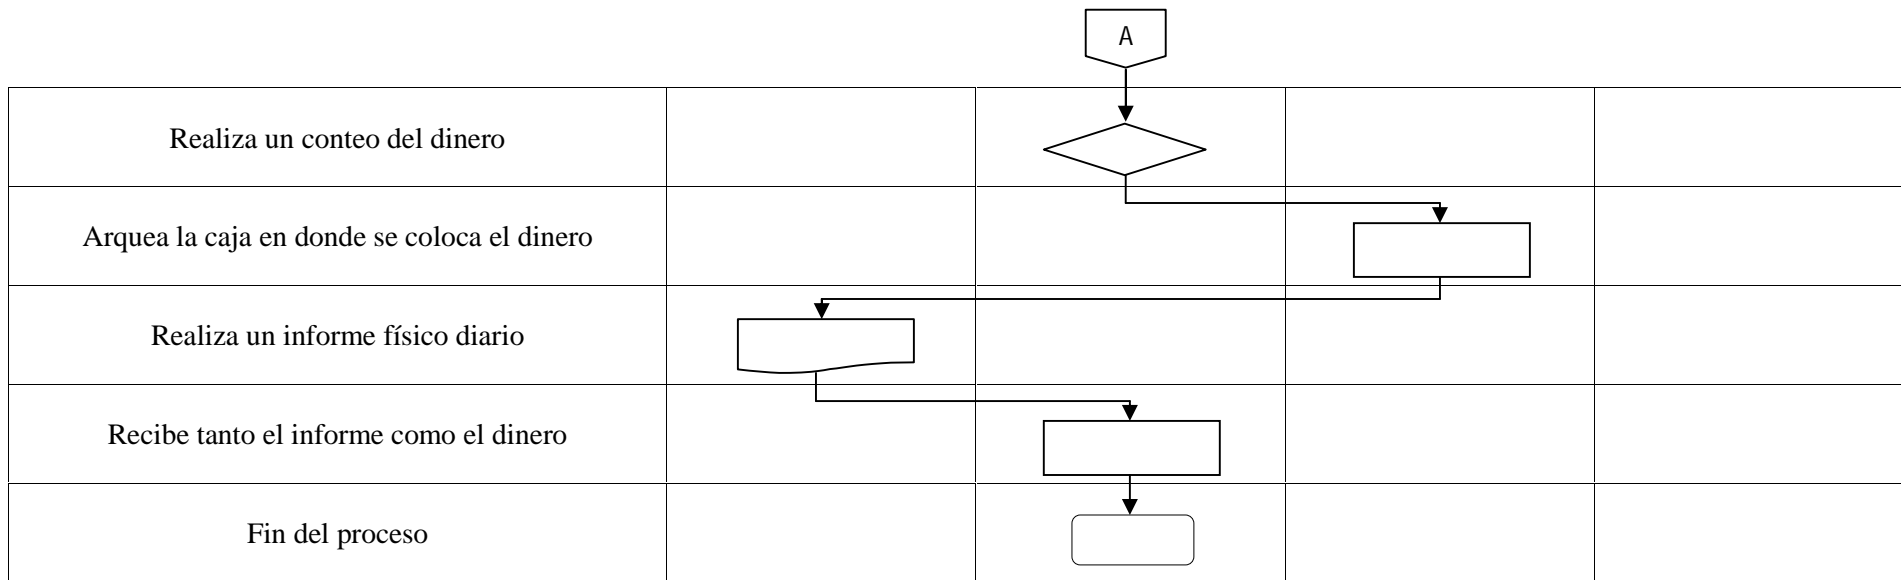 A
Realiza un conteo del dinero
Arquea la caja en donde se coloca el dinero
Realiza un informe físico diario
Recibe tanto el informe como el dinero
Fin del proceso